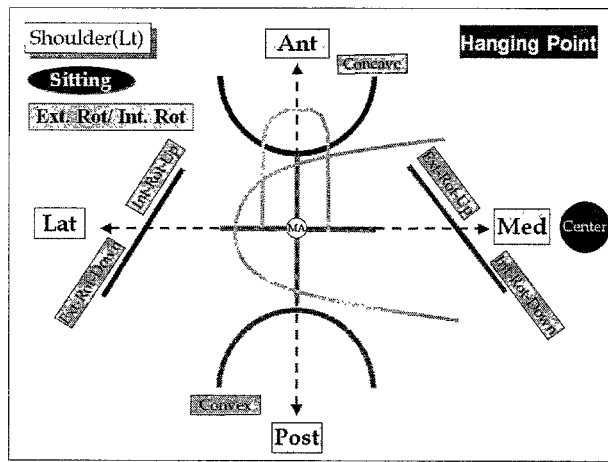 Shoulder(Lt)
Ant
Hanging Point
Sitting
Concave
Ext. Rot/ Int. Rot
Int-Rot-Up
Ext-Rot-Up
Lat
MA
Med
Center
Ext-Rot-Down
Int-Rot-Down
Convex
Post